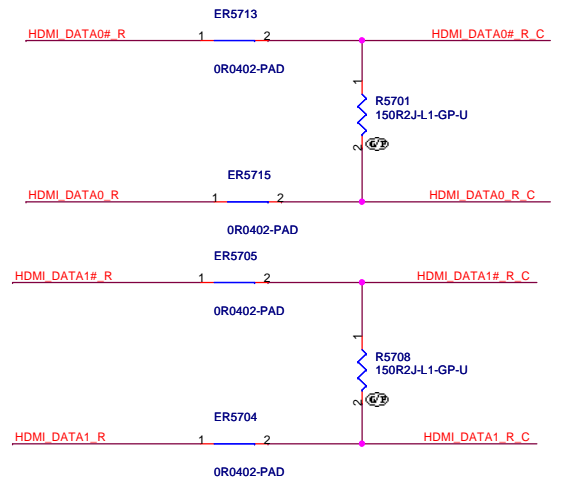 ER5713
HDMI_DATA0#_R 1 2 HDMI_DATA0#_R_C
0R0402-PAD
1
R5701
150R2J-L1-GP-U
2 G/P
ER5715
HDMI_DATA0_R 1 2 HDMI_DATA0_R_C
0R0402-PAD
ER5705
HDMI_DATA1#_R 1 2 HDMI_DATA1#_R_C
0R0402-PAD
1
R5708
150R2J-L1-GP-U
2 G/P
ER5704
HDMI_DATA1_R 1 2 HDMI_DATA1_R_C
0R0402-PAD